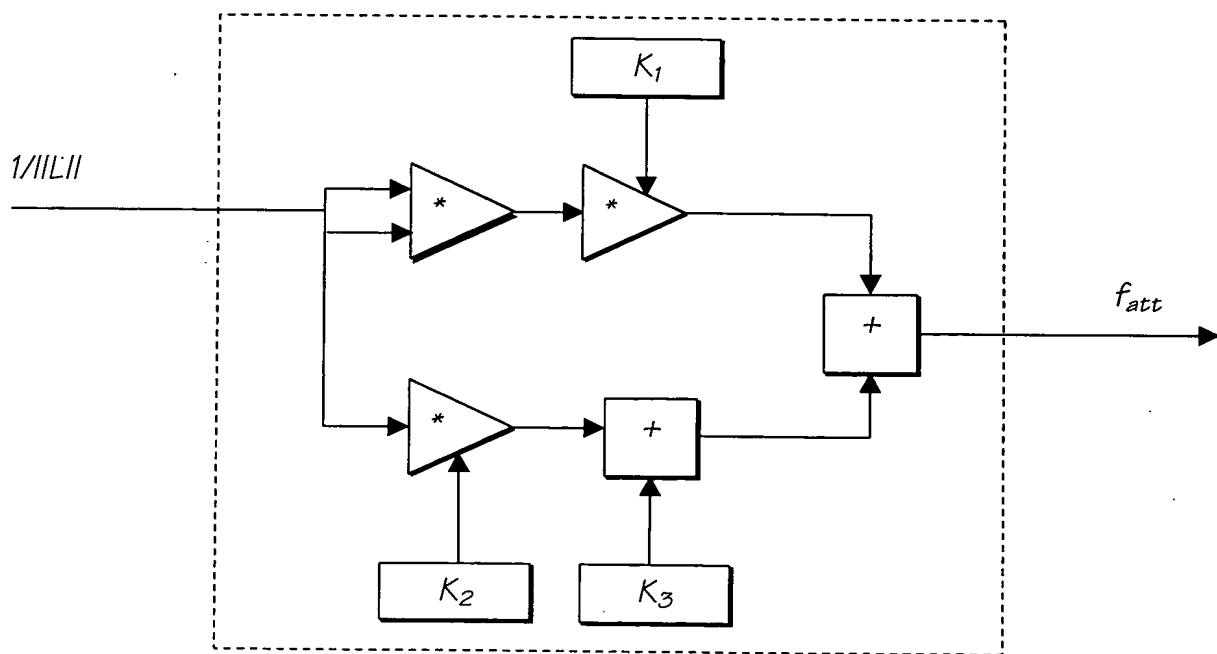 K₁
1/||L||
*
*
+
f_att
*
+
K₂
K₃